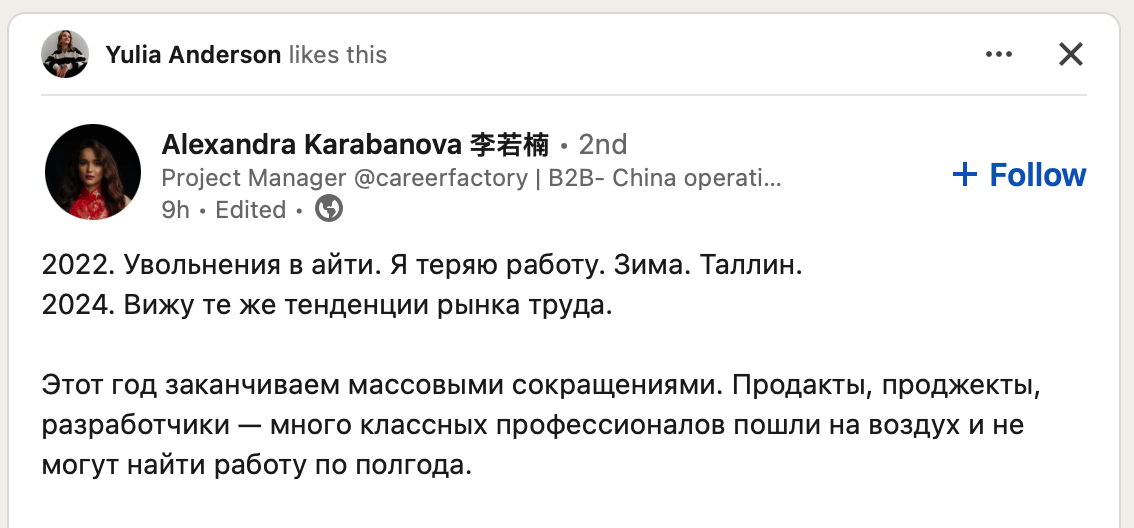 Yulia Anderson likes this
Alexandra Karabanova 李若楠 • 2nd
Project Manager @careerfactory | B2B- China operati...
+ Follow
9h • Edited •
2022. Увольнения в айти. Я теряю работу. Зима. Таллин.
2024. Вижу те же тенденции рынка труда.
Этот год заканчиваем массовыми сокращениями. Продакты, проджекты,
разработчики — много классных профессионалов пошли на воздух и не
могут найти работу по полгода.